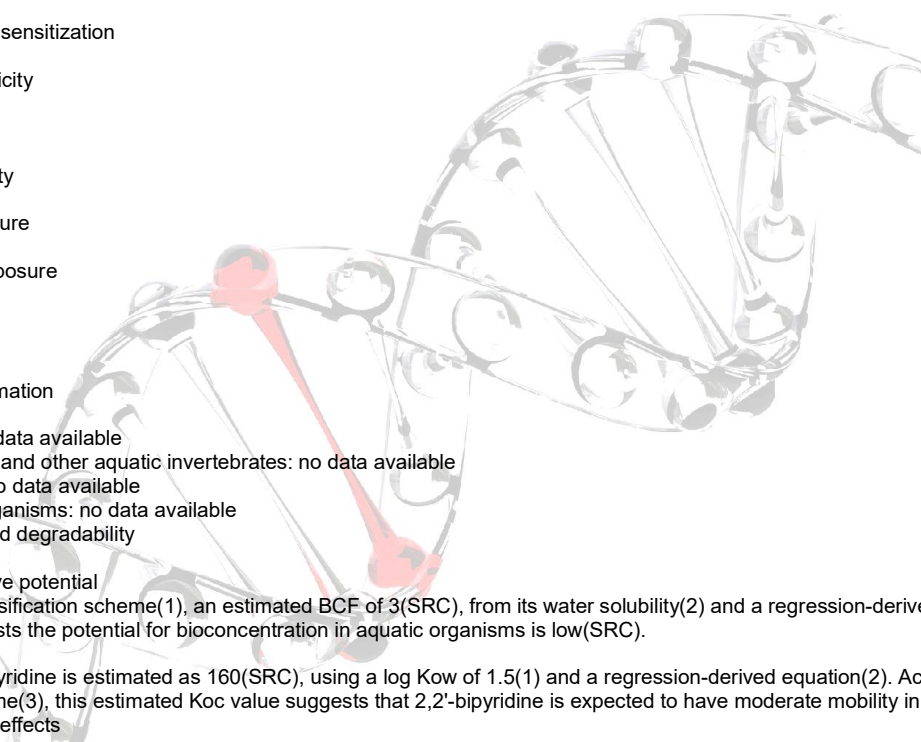 sensitization
icity
ty
ure
posure
mation
data available
and other aquatic invertebrates: no data available
o data available
ganisms: no data available
d degradability
ve potential
sification scheme(1), an estimated BCF of 3(SRC), from its water solubility(2) and a regression-derive
sts the potential for bioconcentration in aquatic organisms is low(SRC).
yridine is estimated as 160(SRC), using a log Kow of 1.5(1) and a regression-derived equation(2). Ac
ne(3), this estimated Koc value suggests that 2,2'-bipyridine is expected to have moderate mobility in
effects